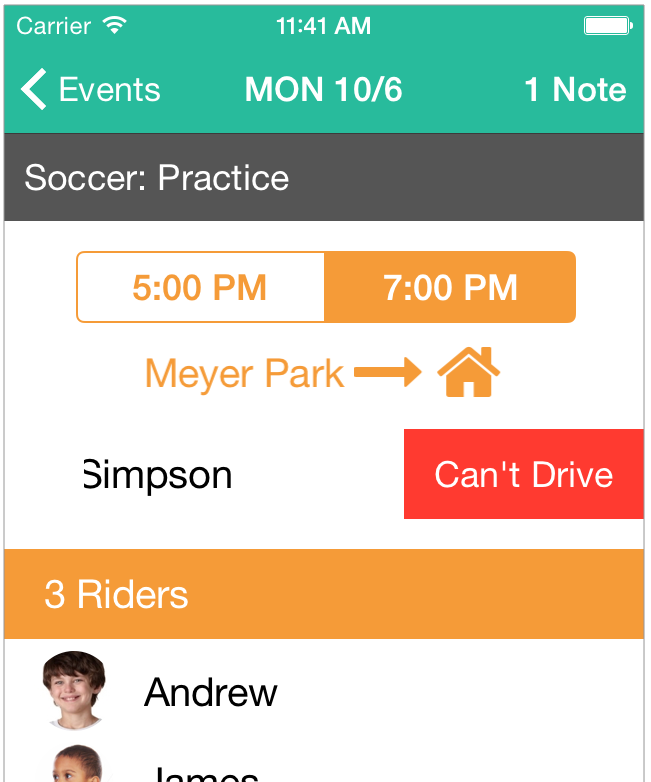 Carrier 11:41 AM
Events MON 10/6 1 Note
Soccer: Practice
5:00 PM 7:00 PM
Meyer Park
Simpson Can't Drive
3 Riders
Andrew
James